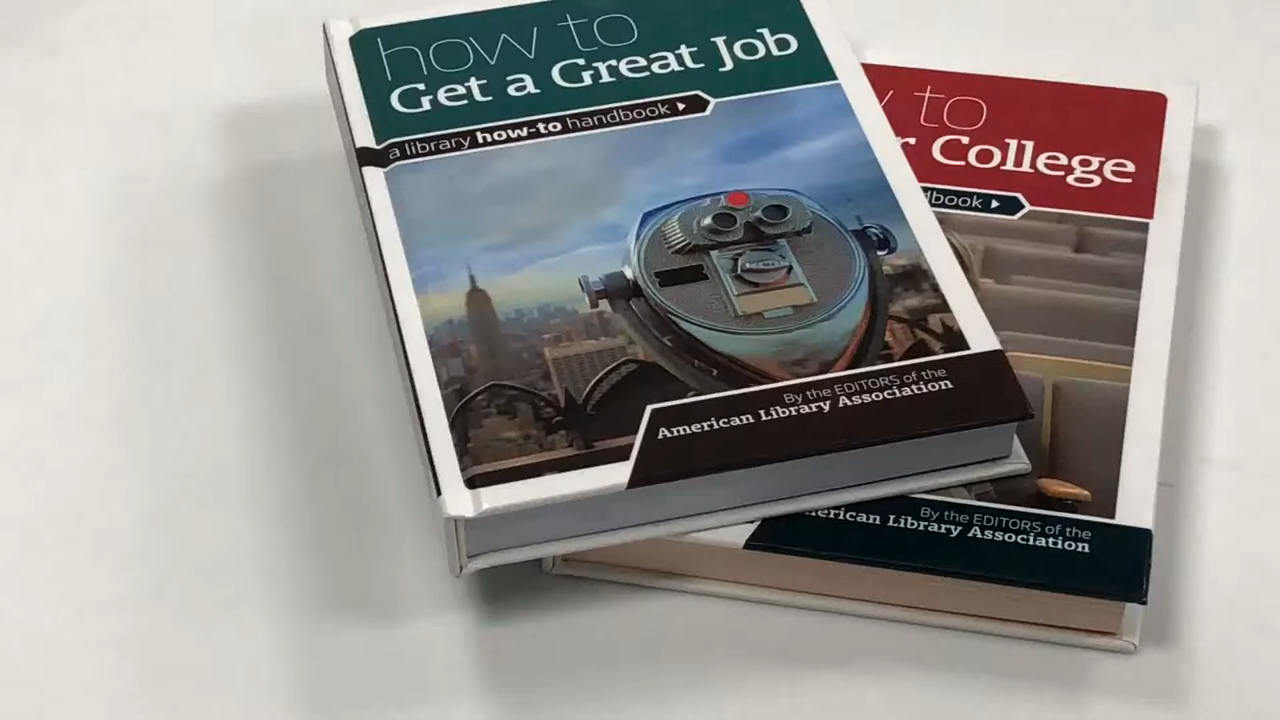 how to
Get a Great Job
a library how-to handbook
By the EDITORS of the
American Library Association
to
College
By the EDITORS of the
American Library Association